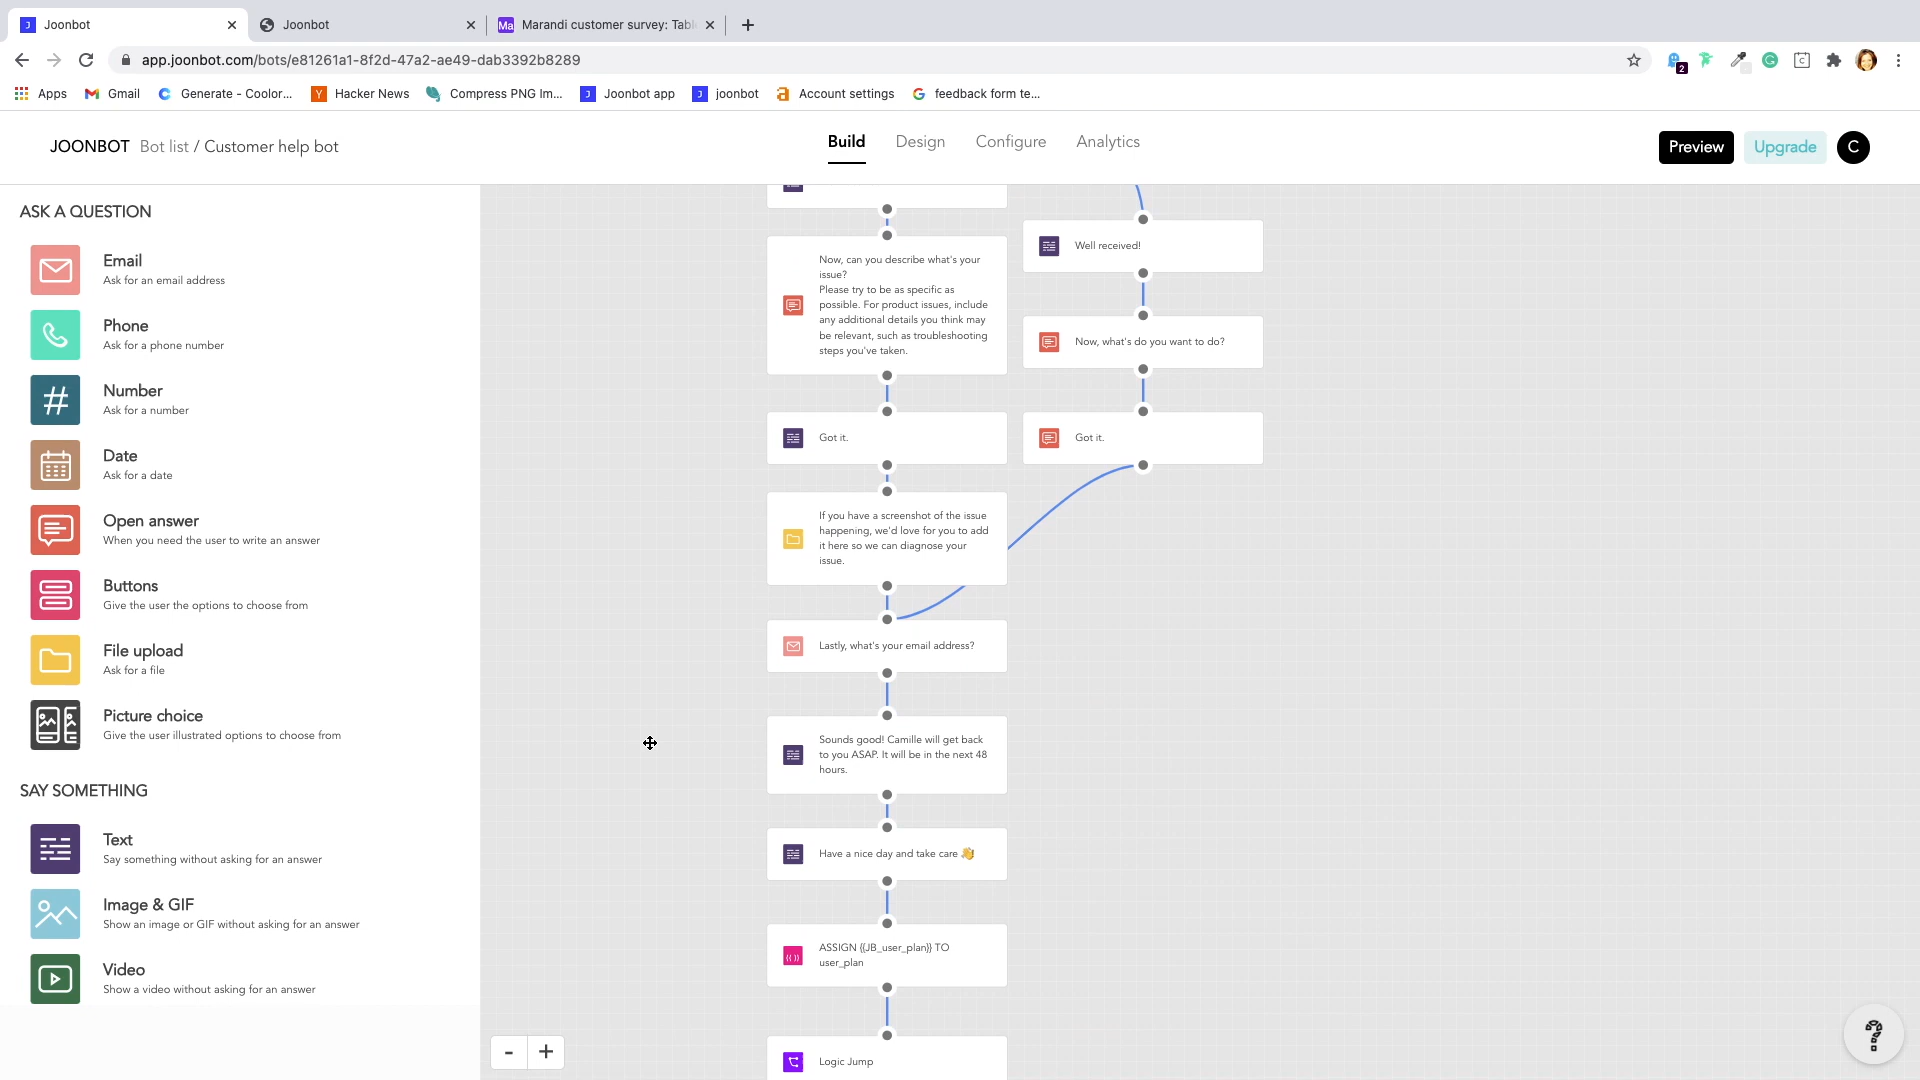 Joonbot
Joonbot
Marandi customer survey: Tabl
app.joonbot.com/bots/e81261a1-8f2d-47a2-ae49-dab3392b8289
2
Apps
Gmail
Generate - Coolor...
Hacker News
Compress PNG Im...
Joonbot app
joonbot
Account settings
feedback form te...
JOONBOT Bot list / Customer help bot
Build
Design
Configure
Analytics
Preview
Upgrade
C
ASK A QUESTION
Email
Ask for an email address
Phone
Ask for a phone number
Number
Ask for a number
Date
Ask for a date
Open answer
When you need the user to write an answer
Buttons
Give the user the options to choose from
File upload
Ask for a file
Picture choice
Give the user illustrated options to choose from
SAY SOMETHING
Text
Say something without asking for an answer
Image & GIF
Show an image or GIF without asking for an answer
Video
Show a video without asking for an answer
Now, can you describe what's your
issue?
Please try to be as specific as
possible. For product issues, include
any additional details you think may
be relevant, such as troubleshooting
steps you've taken.
Got it.
If you have a screenshot of the issue
happening, we'd love for you to add
it here so we can diagnose your
issue.
Lastly, what's your email address?
Sounds good! Camille will get back
to you ASAP. It will be in the next 48
hours.
Have a nice day and take care 👋
ASSIGN {{JB_user_plan}} TO
user_plan
Logic Jump
Well received!
Now, what's do you want to do?
Got it.
- +
?